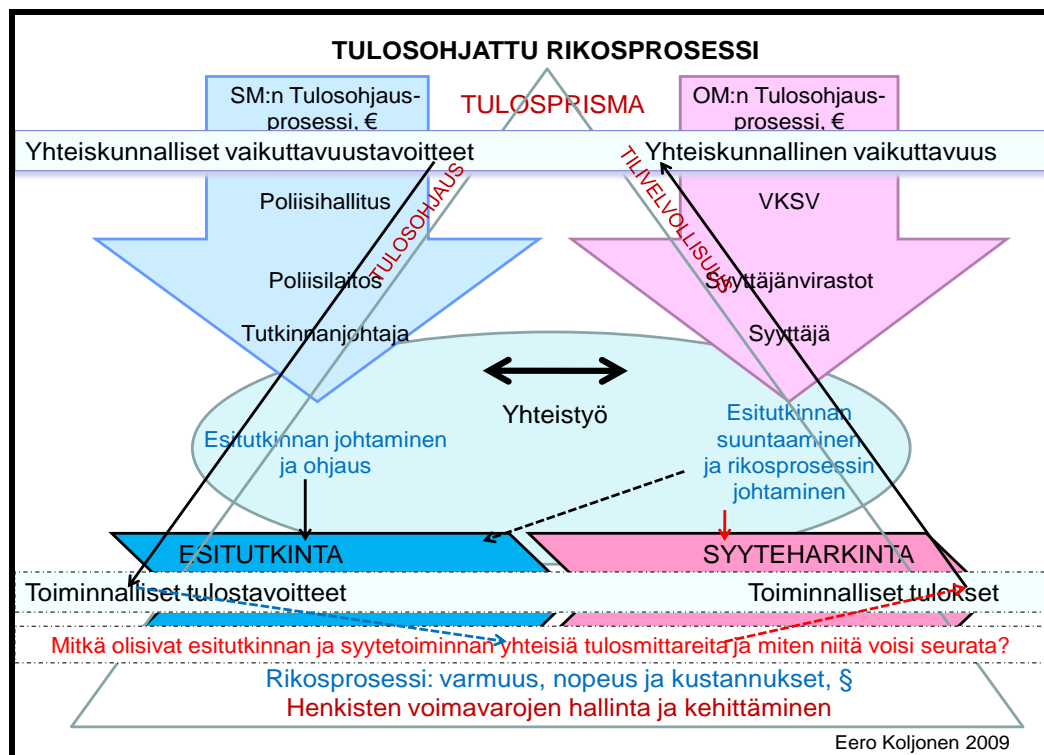 TULOSOHJATTU RIKOSPROSESSI
SM:n Tulosohjaus-
prosessi, €
TULOSPRISMA
OM:n Tulosohjaus-
prosessi, €
Yhteiskunnalliset vaikuttavuustavoitteet
Yhteiskunnallinen vaikuttavuus
TULOSOHJAUS
TILIVELVOLLISUUS
Poliisihallitus
VKSV
Poliisilaitos
Syyttäjänvirastot
Tutkinnanjohtaja
Syyttäjä
Yhteistyö
Esitutkinnan johtaminen
ja ohjaus
Esitutkinnan
suuntaaminen
ja rikosprosessin
johtaminen
ESITUTKINTA
SYYTEHARKINTA
Toiminnalliset tulostavoitteet
Toiminnalliset tulokset
Mitkä olisivat esitutkinnan ja syytetoiminnan yhteisiä tulosmittareita ja miten niitä voisi seurata?
Rikosprosessi: varmuus, nopeus ja kustannukset, §
Henkisten voimavarojen hallinta ja kehittäminen
Eero Koljonen 2009